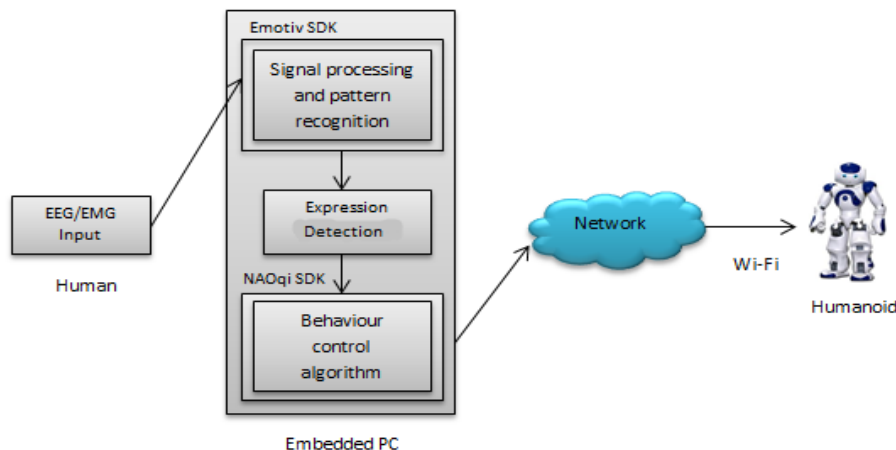 Emotiv SDK
Signal processing
and pattern
recognition
EEG/EMG
Input
Human
Expression
Detection
NAOqi SDK
Behaviour
control
algorithm
Embedded PC
Network
Wi-Fi
Humanoid